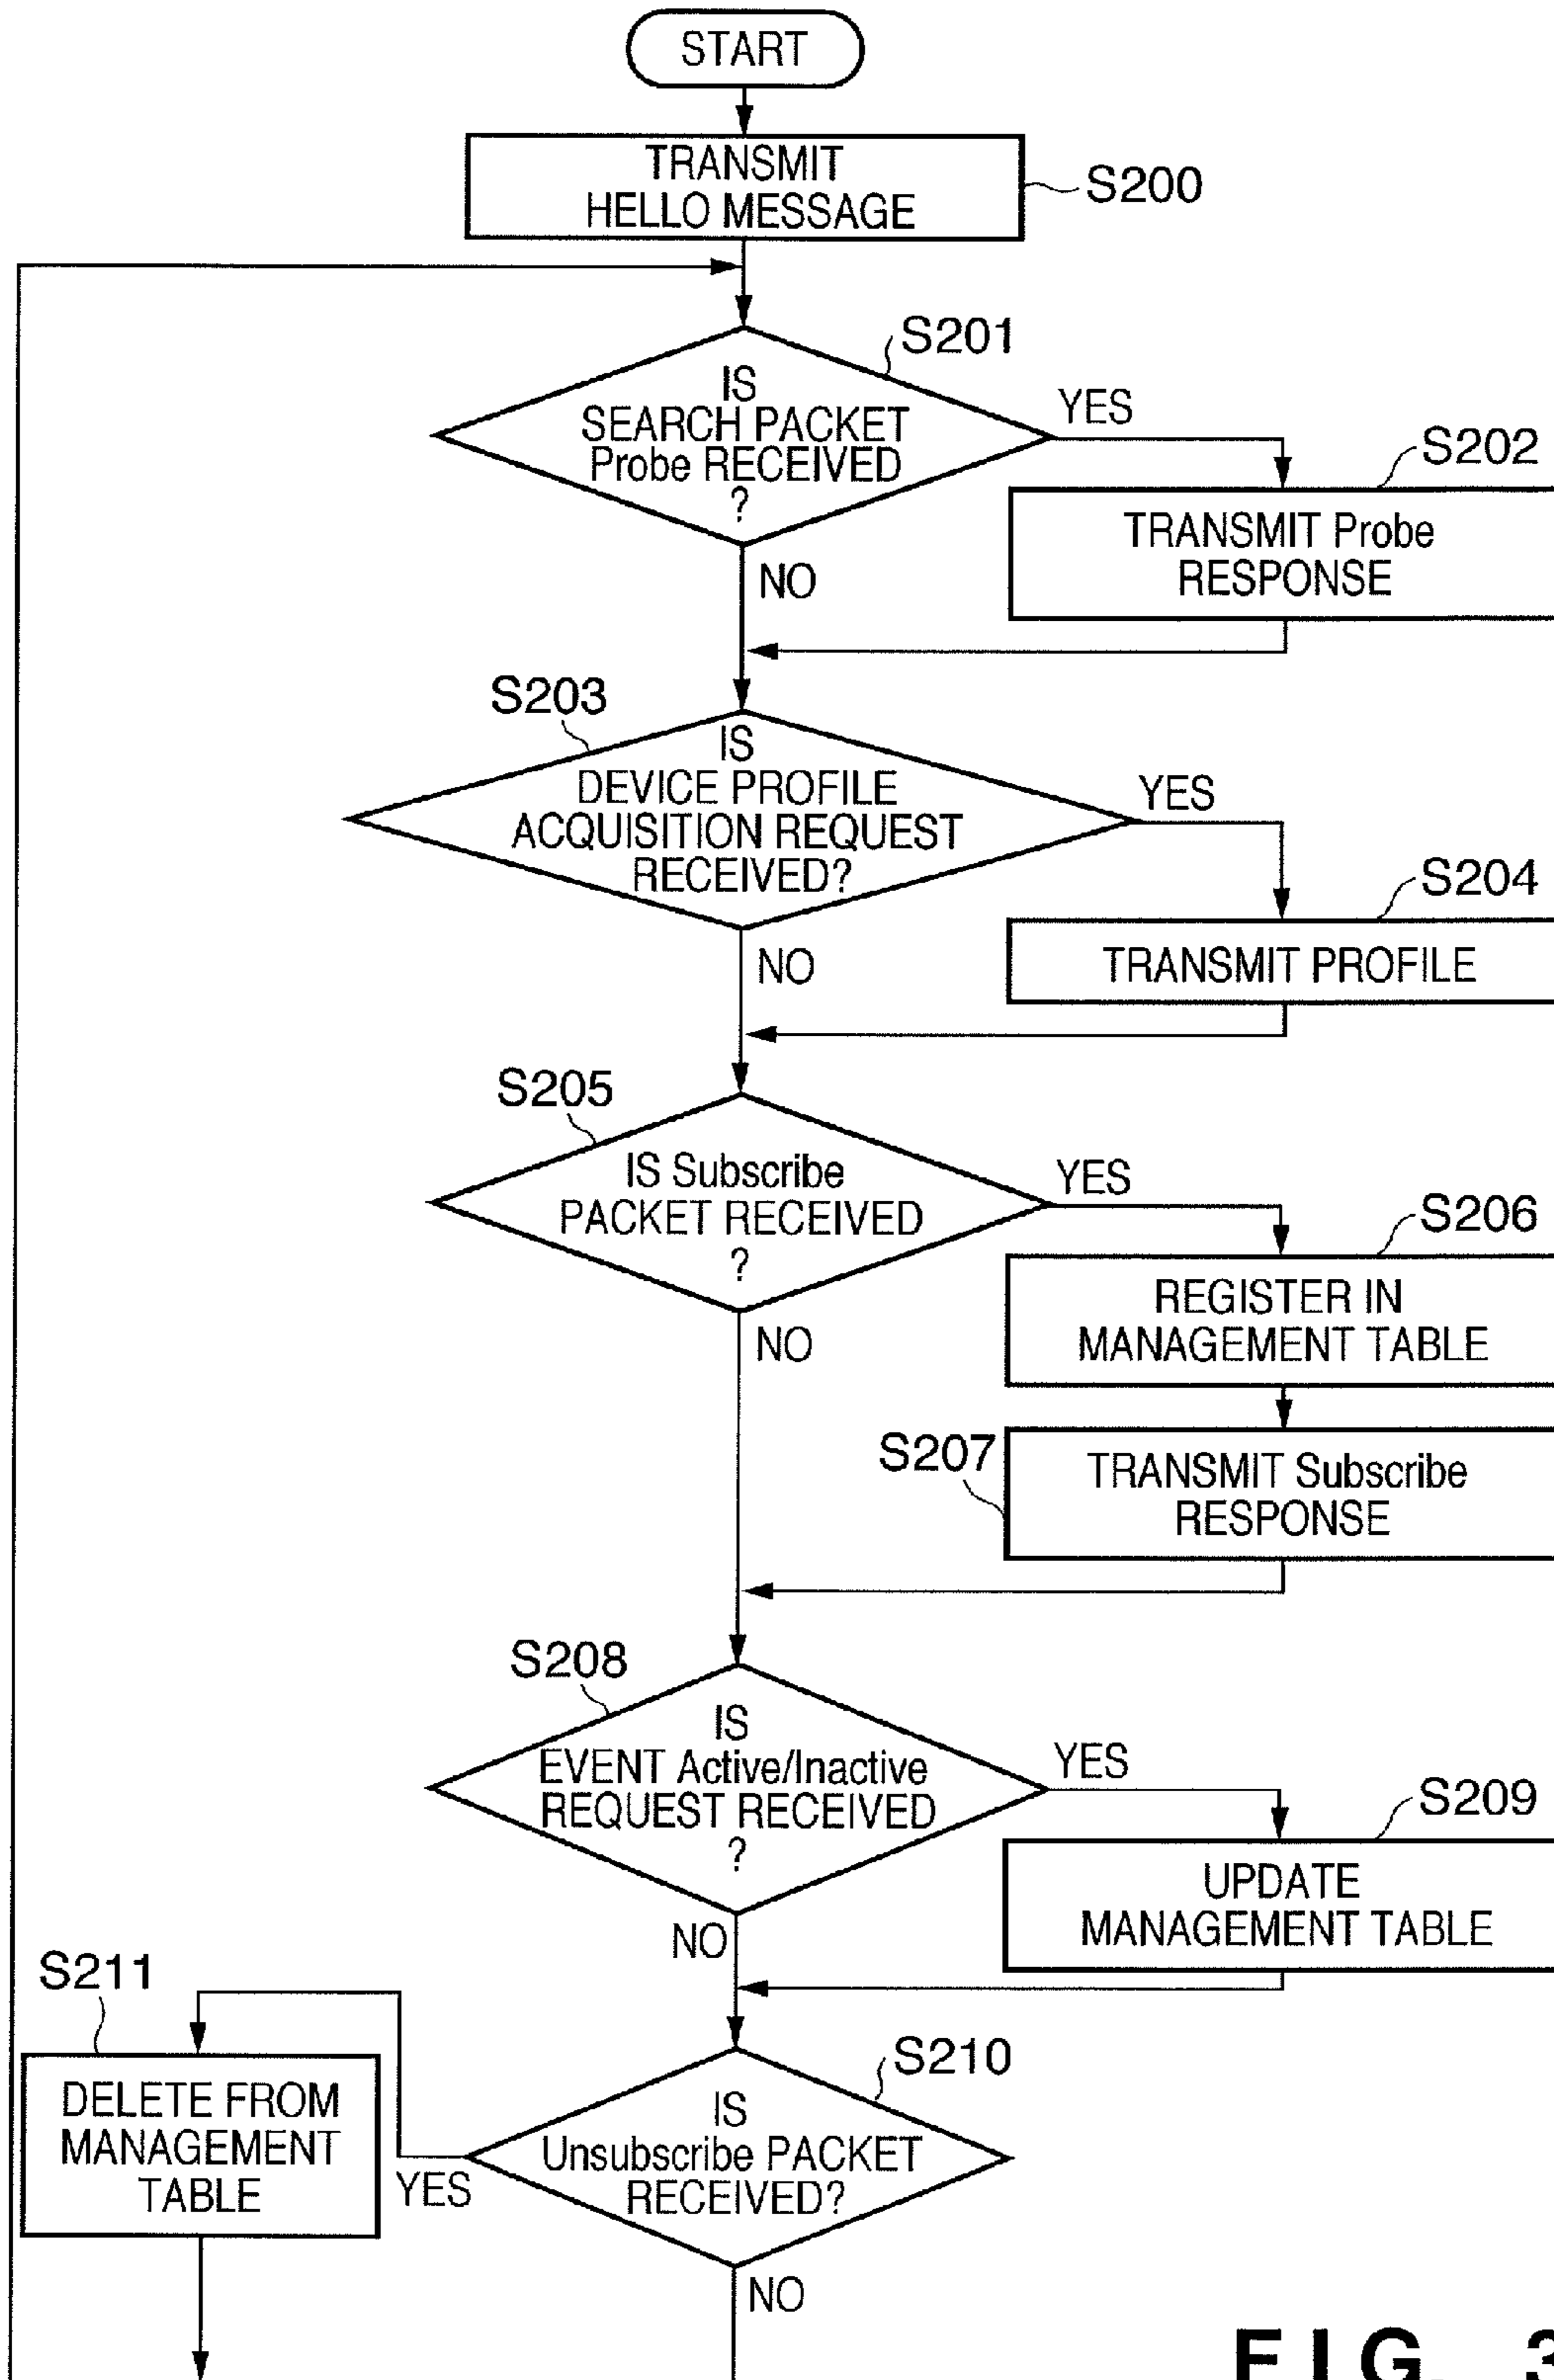 START
TRANSMIT
HELLO MESSAGE
S200
S201
IS
SEARCH PACKET
Probe RECEIVED
?
YES
S202
TRANSMIT Probe
RESPONSE
NO
S203
IS
DEVICE PROFILE
ACQUISITION REQUEST
RECEIVED?
YES
S204
TRANSMIT PROFILE
NO
S205
IS Subscribe
PACKET RECEIVED
?
YES
S206
REGISTER IN
MANAGEMENT TABLE
NO
S207
TRANSMIT Subscribe
RESPONSE
S208
IS
EVENT Active/Inactive
REQUEST RECEIVED
?
YES
S209
UPDATE
MANAGEMENT TABLE
NO
S211
DELETE FROM
MANAGEMENT
TABLE
S210
IS
Unsubscribe PACKET
RECEIVED?
YES
NO
FIG. 3